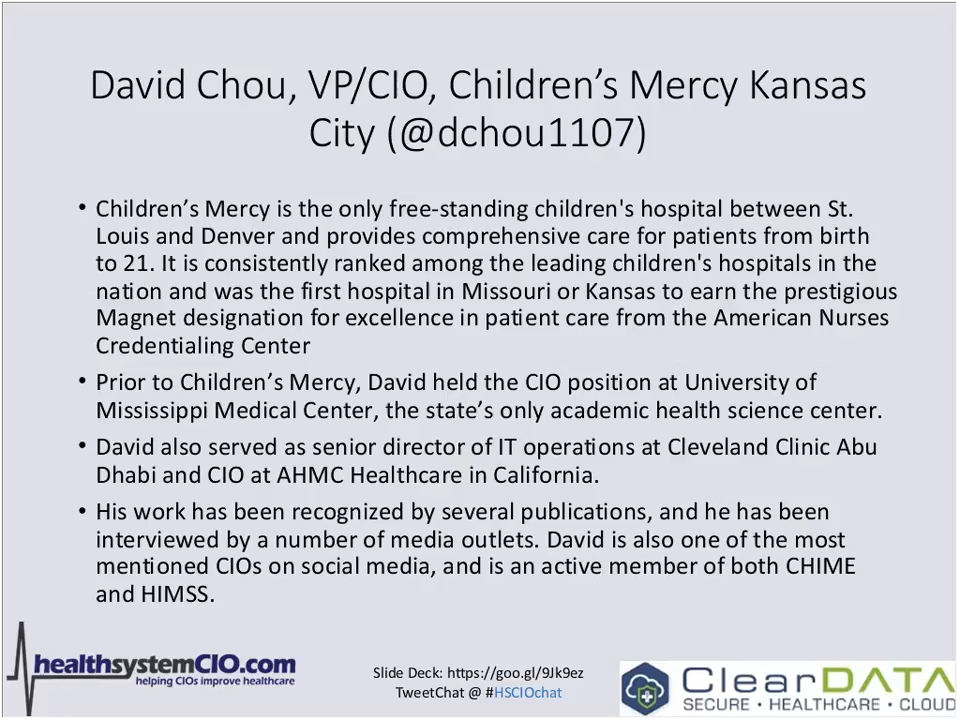 David Chou, VP/CIO, Children’s Mercy Kansas
City (@dchou1107)
• Children’s Mercy is the only free-standing children's hospital between St.
Louis and Denver and provides comprehensive care for patients from birth
to 21. It is consistently ranked among the leading children's hospitals in the
nation and was the first hospital in Missouri or Kansas to earn the prestigious
Magnet designation for excellence in patient care from the American Nurses
Credentialing Center
• Prior to Children’s Mercy, David held the CIO position at University of
Mississippi Medical Center, the state’s only academic health science center.
• David also served as senior director of IT operations at Cleveland Clinic Abu
Dhabi and CIO at AHMC Healthcare in California.
• His work has been recognized by several publications, and he has been
interviewed by a number of media outlets. David is also one of the most
mentioned CIOs on social media, and is an active member of both CHIME
and HIMSS.
healthsystemCIO.com
helping CIOs improve healthcare
Slide Deck: https://goo.gl/9Jk9ez
TweetChat @ #HSCIOchat
ClearDATA
SECURE • HEALTHCARE • CLOUD